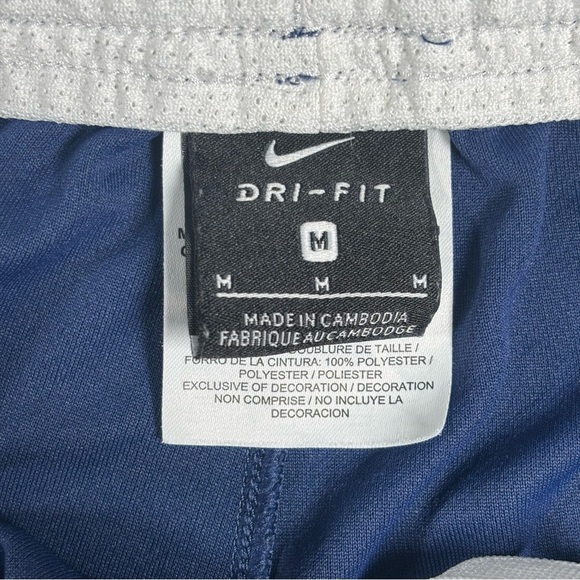 DRI-FIT
M
M M M
MADE IN CAMBODIA
FABRIQUE AU CAMBODGE
DOUBLURE DE TAILLE /
FORRO DE LA CINTURA: 100% POLYESTER /
POLYESTER / POLIESTER
EXCLUSIVE OF DECORATION / DECORATION
NON COMPRISE / NO INCLUYE LA
DECORACION